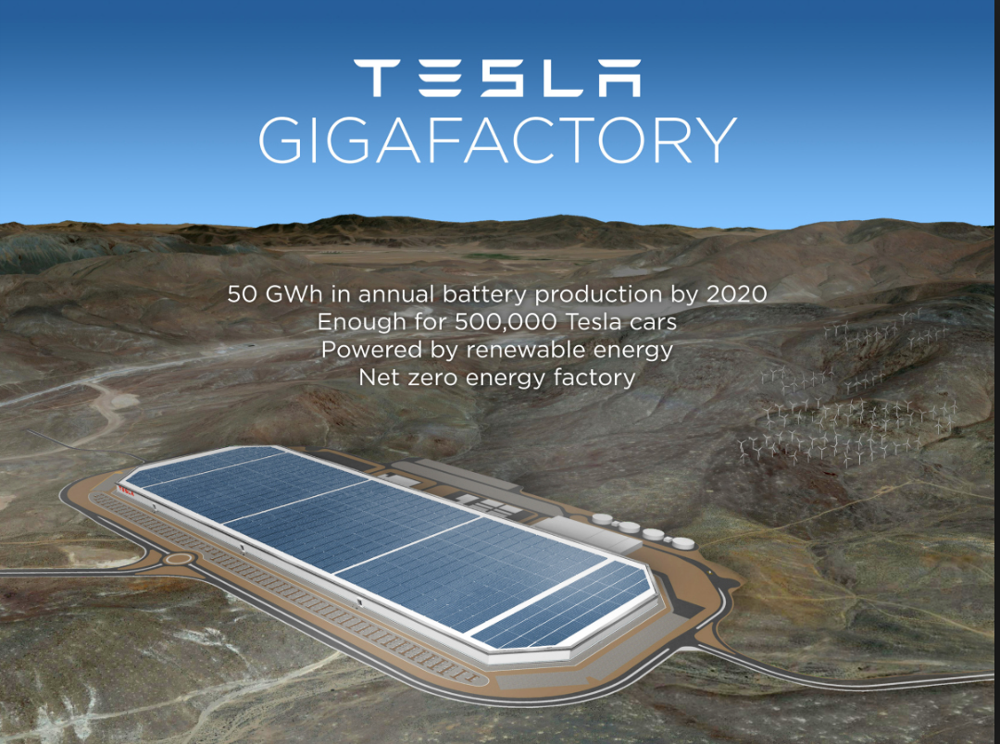 TESLA
GIGAFACTORY
50 GWh in annual battery production by 2020
Enough for 500,000 Tesla cars
Powered by renewable energy
Net zero energy factory
TESLA